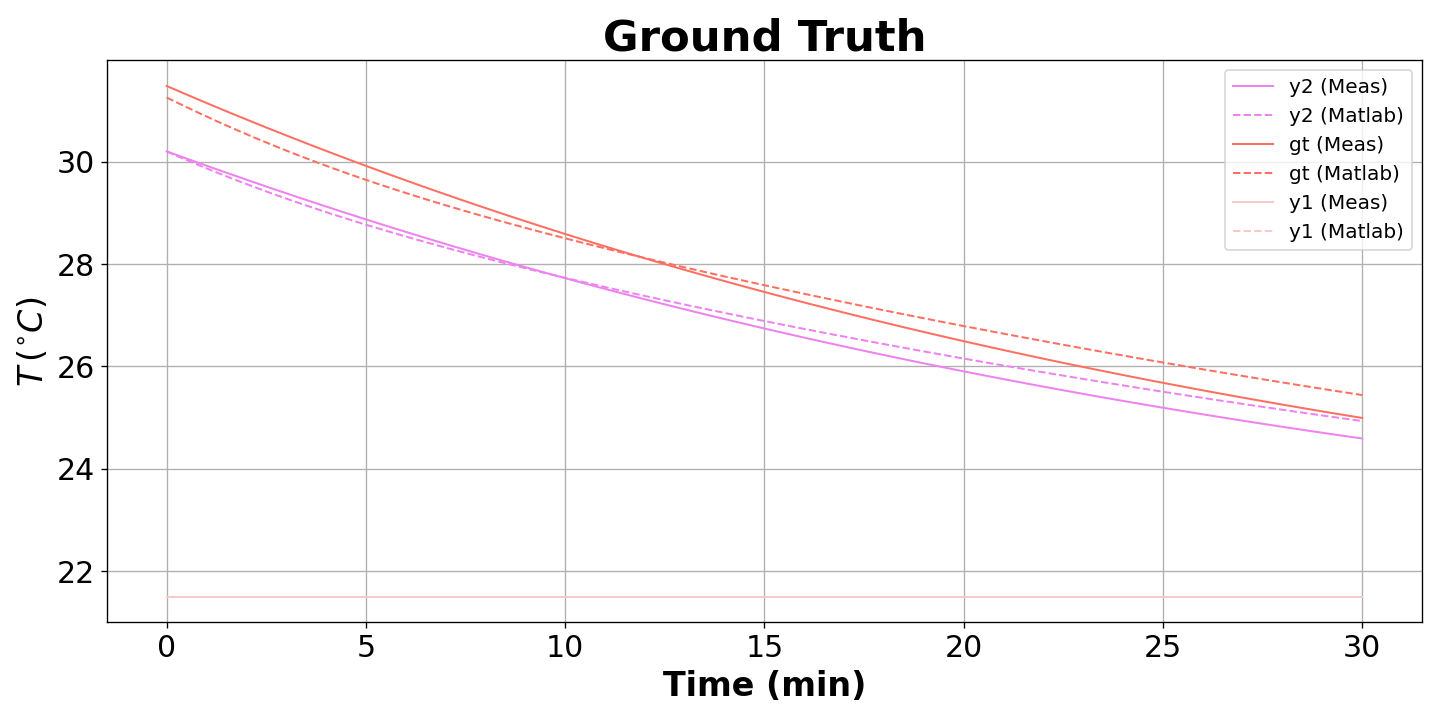 Ground Truth
y2 (Meas)
y2 (Matlab)
gt (Meas)
gt (Matlab)
y1 (Meas)
y1 (Matlab)
T (°C)
30
28
26
24
22
0 5 10 15 20 25 30
Time (min)